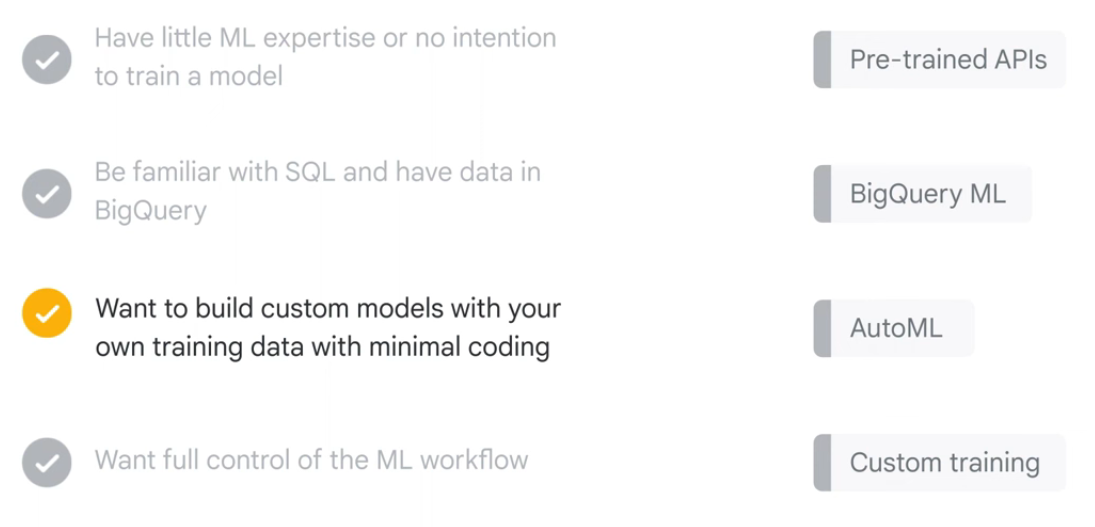 Have little ML expertise or no intention
to train a model
Pre-trained APIs
Be familiar with SQL and have data in
BigQuery
BigQuery ML
Want to build custom models with your
own training data with minimal coding
AutoML
Want full control of the ML workflow
Custom training